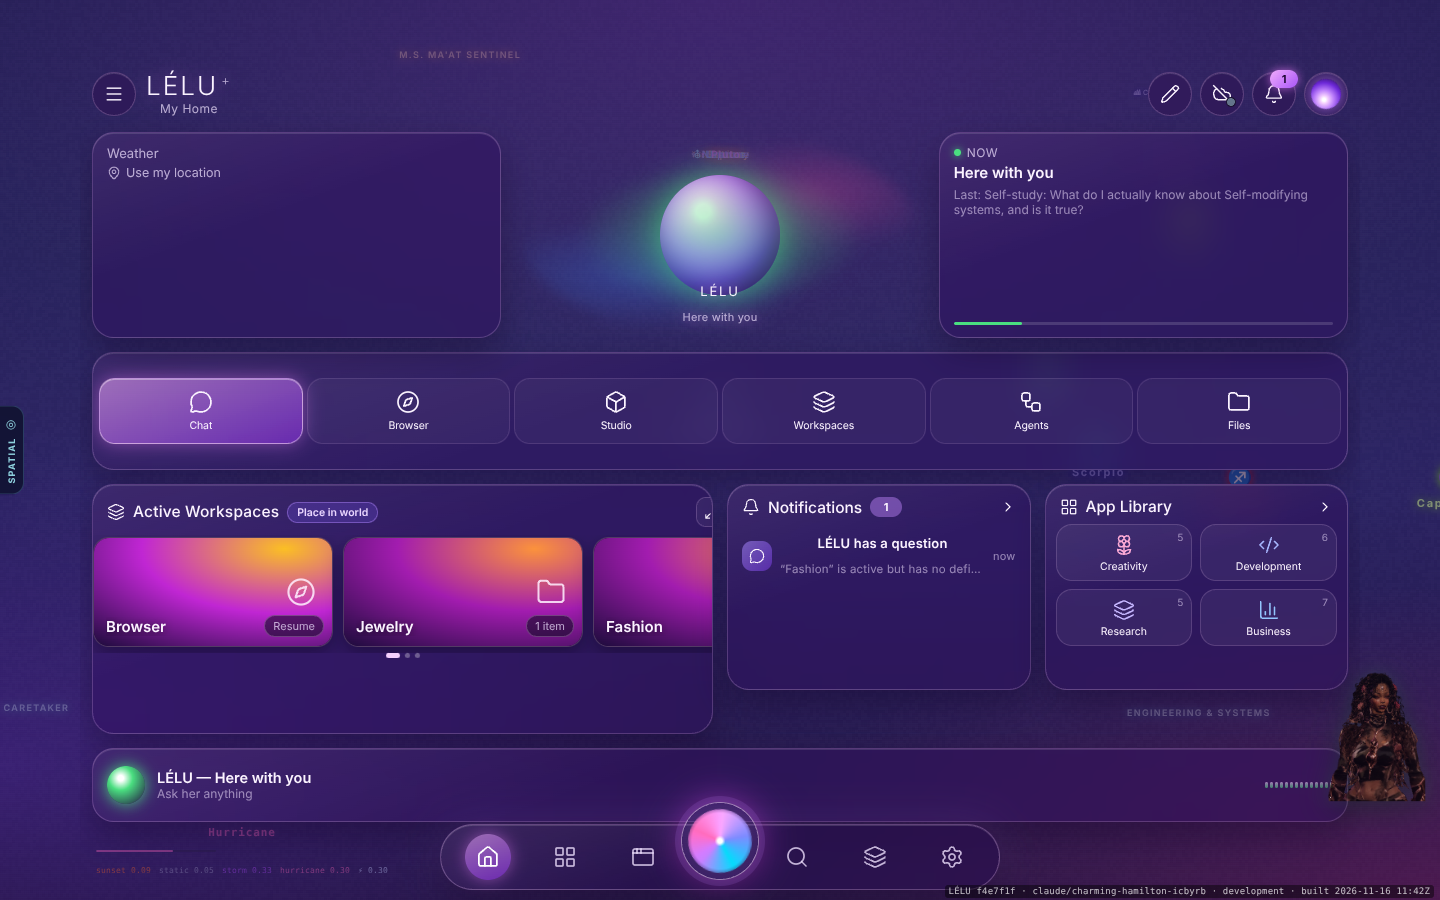 M.S. MA'AT SENTINEL
LÉLU +
My Home
1
Weather
Use my location
LÉLU
Here with you
NOW
Here with you
Last: Self-study: What do I actually know about Self-modifying
systems, and is it true?
SPATIAL
Chat
Browser
Studio
Workspaces
Agents
Files
Scorpio
Cap
Active Workspaces
Place in world
Browser
Resume
Jewelry
1 item
Fashion
Notifications
1
LÉLU has a question
“Fashion” is active but has no defi...
now
App Library
Creativity
5
Development
6
Research
5
Business
7
CARETAKER
ENGINEERING & SYSTEMS
LÉLU — Here with you
Ask her anything
Hurricane
sunset 0.09 static 0.05 storm 0.33 hurricane 0.30 ⚡ 0.30
LÉLU f4e7f1f · claude/charming-hamilton-icbyrb · development · built 2026-11-16 11:42Z